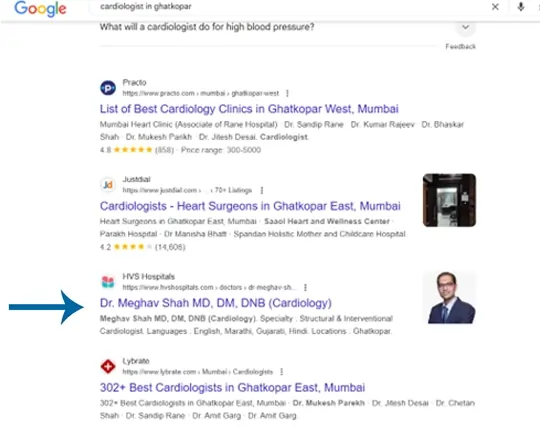 Google
cardiologist in ghatkopar
What will a cardiologist do for high blood pressure?
Feedback
Practo
https://www.practo.com › mumbai › ghatkopar-west
List of Best Cardiology Clinics in Ghatkopar West, Mumbai
Mumbai Heart Clinic (Associate of Rane Hospital) · Dr. Sandip Rane · Dr. Kumar Rajeev · Dr. Bhaskar
Shah · Dr. Mukesh Parikh · Dr. Jitesh Desai. Cardiologist.
4.8 ★★★★★ (858) · Price range: 300-5000
Jd
Justdial
https://www.justdial.com › ... › 70+ Listings
Cardiologists - Heart Surgeons in Ghatkopar East, Mumbai
Heart Surgeons in Ghatkopar East, Mumbai · Saaol Heart and Wellness Center ·
Parakh Hospital · Dr Manisha Bhatt · Spandan Holistic Mother and Childcare Hospital.
4.2 ★★★★★ (14,606)
HVS Hospitals
https://www.hvshospitals.com › doctors › dr-meghav-sh...
Dr. Meghav Shah MD, DM, DNB (Cardiology)
Meghav Shah MD, DM, DNB (Cardiology). Specialty . Structural & Interventional
Cardiologist. Languages . English, Marathi, Gujarati, Hindi. Locations . Ghatkopar.
Lybrate
https://www.lybrate.com › Mumbai › Cardiologists
302+ Best Cardiologists in Ghatkopar East, Mumbai
302+ Best Cardiologists in Ghatkopar East, Mumbai · Dr. Mukesh Parekh · Dr. Jitesh Desai · Dr. Chetan
Shah · Dr. Sandip Rane · Dr. Amit Garg · Dr. Amit Garg.